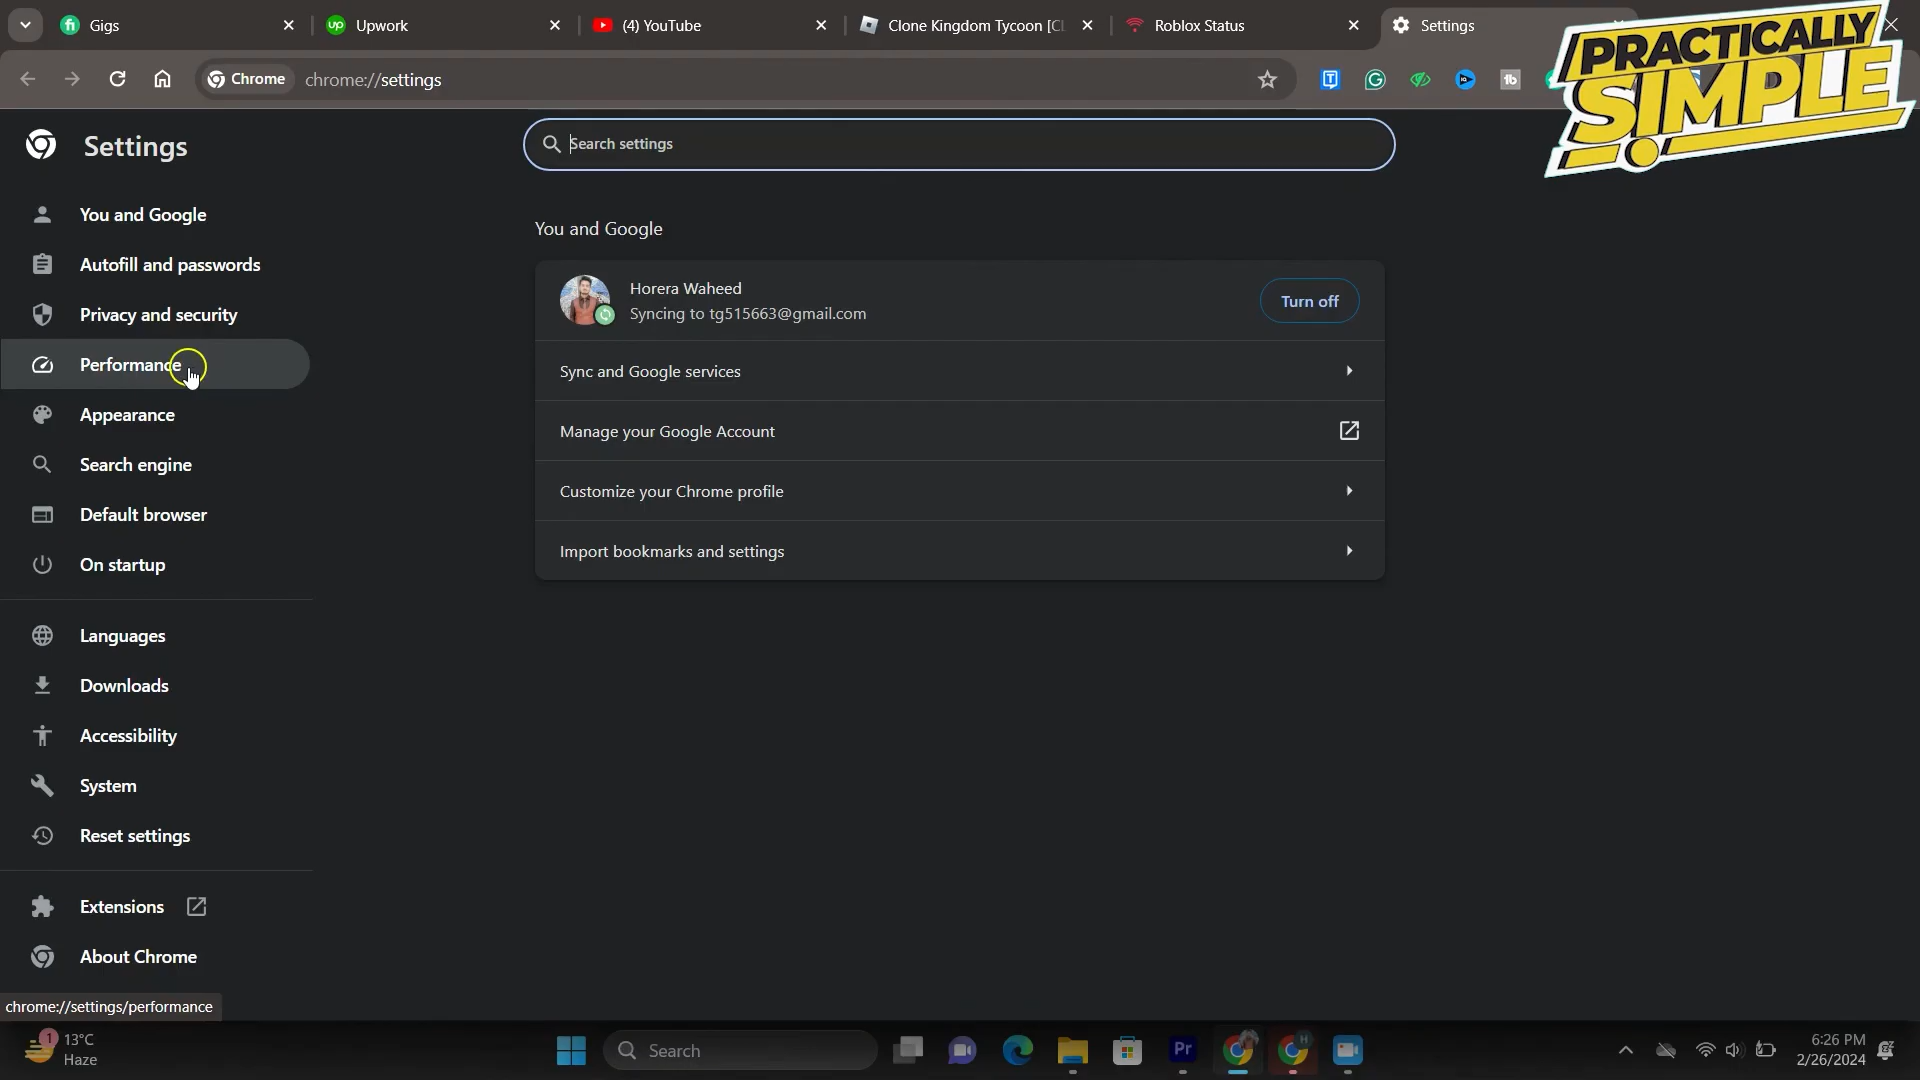 Gigs
Upwork
(4) YouTube
Clone Kingdom Tycoon [Cl
Roblox Status
Settings
PRACTICALLY
SIMPLE
Chrome
chrome://settings
Settings
Search settings
You and Google
Autofill and passwords
Privacy and security
Performance
Appearance
Search engine
Default browser
On startup
Languages
Downloads
Accessibility
System
Reset settings
Extensions
About Chrome
You and Google
Horera Waheed
Syncing to tg515663@gmail.com
Turn off
Sync and Google services
Manage your Google Account
Customize your Chrome profile
Import bookmarks and settings
chrome://settings/performance
1
13°C
Haze
Search
Pr
H
6:26 PM
2/26/2024